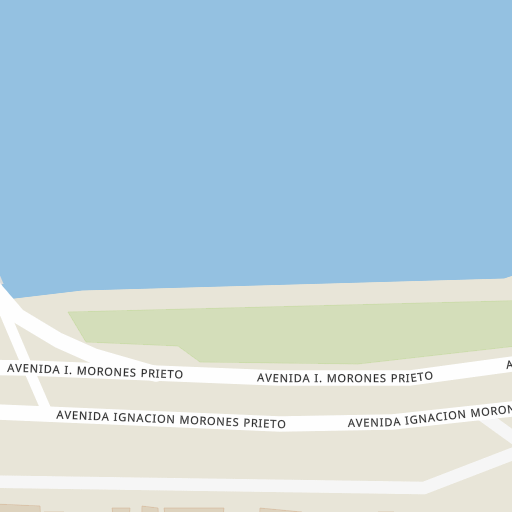 AVENIDA I. MORONES PRIETO
AVENIDA I. MORONES PRIETO
A
AVENIDA IGNACION MORONES PRIETO
AVENIDA IGNACION MORON